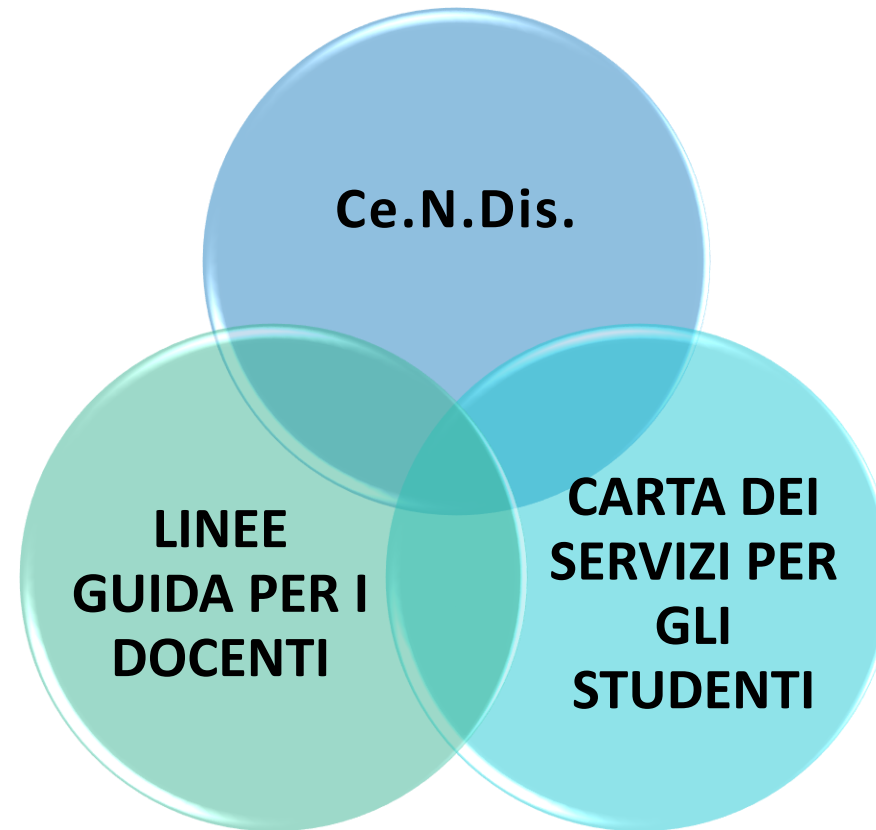 Ce.N.Dis.
LINEE
GUIDA PER I
DOCENTI
CARTA DEI
SERVIZI PER
GLI
STUDENTI